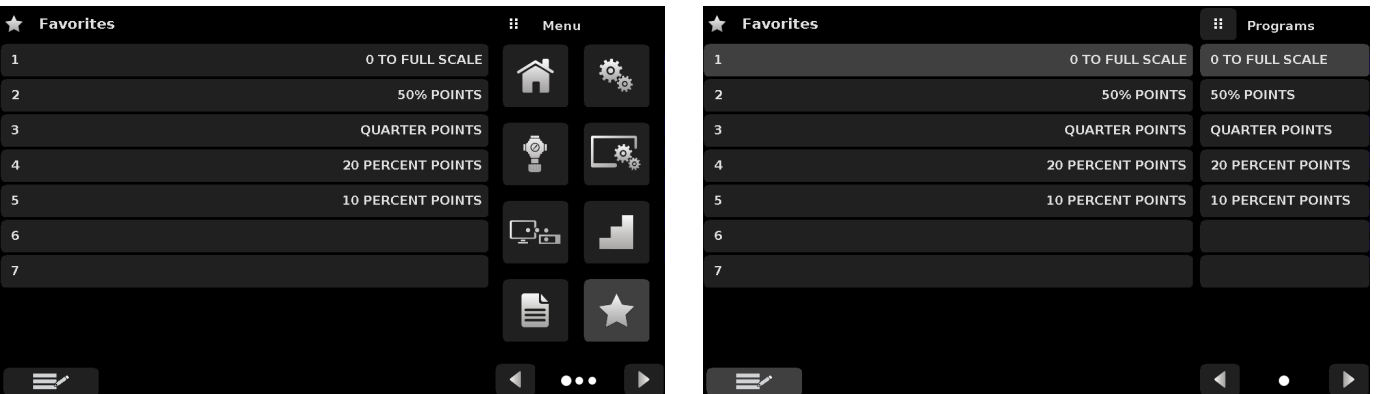 Favorites
Menu
1 0 TO FULL SCALE
2 50% POINTS
3 QUARTER POINTS
4 20 PERCENT POINTS
5 10 PERCENT POINTS
6
7
Favorites
Programs
1 0 TO FULL SCALE 0 TO FULL SCALE
2 50% POINTS 50% POINTS
3 QUARTER POINTS QUARTER POINTS
4 20 PERCENT POINTS 20 PERCENT POINTS
5 10 PERCENT POINTS 10 PERCENT POINTS
6
7